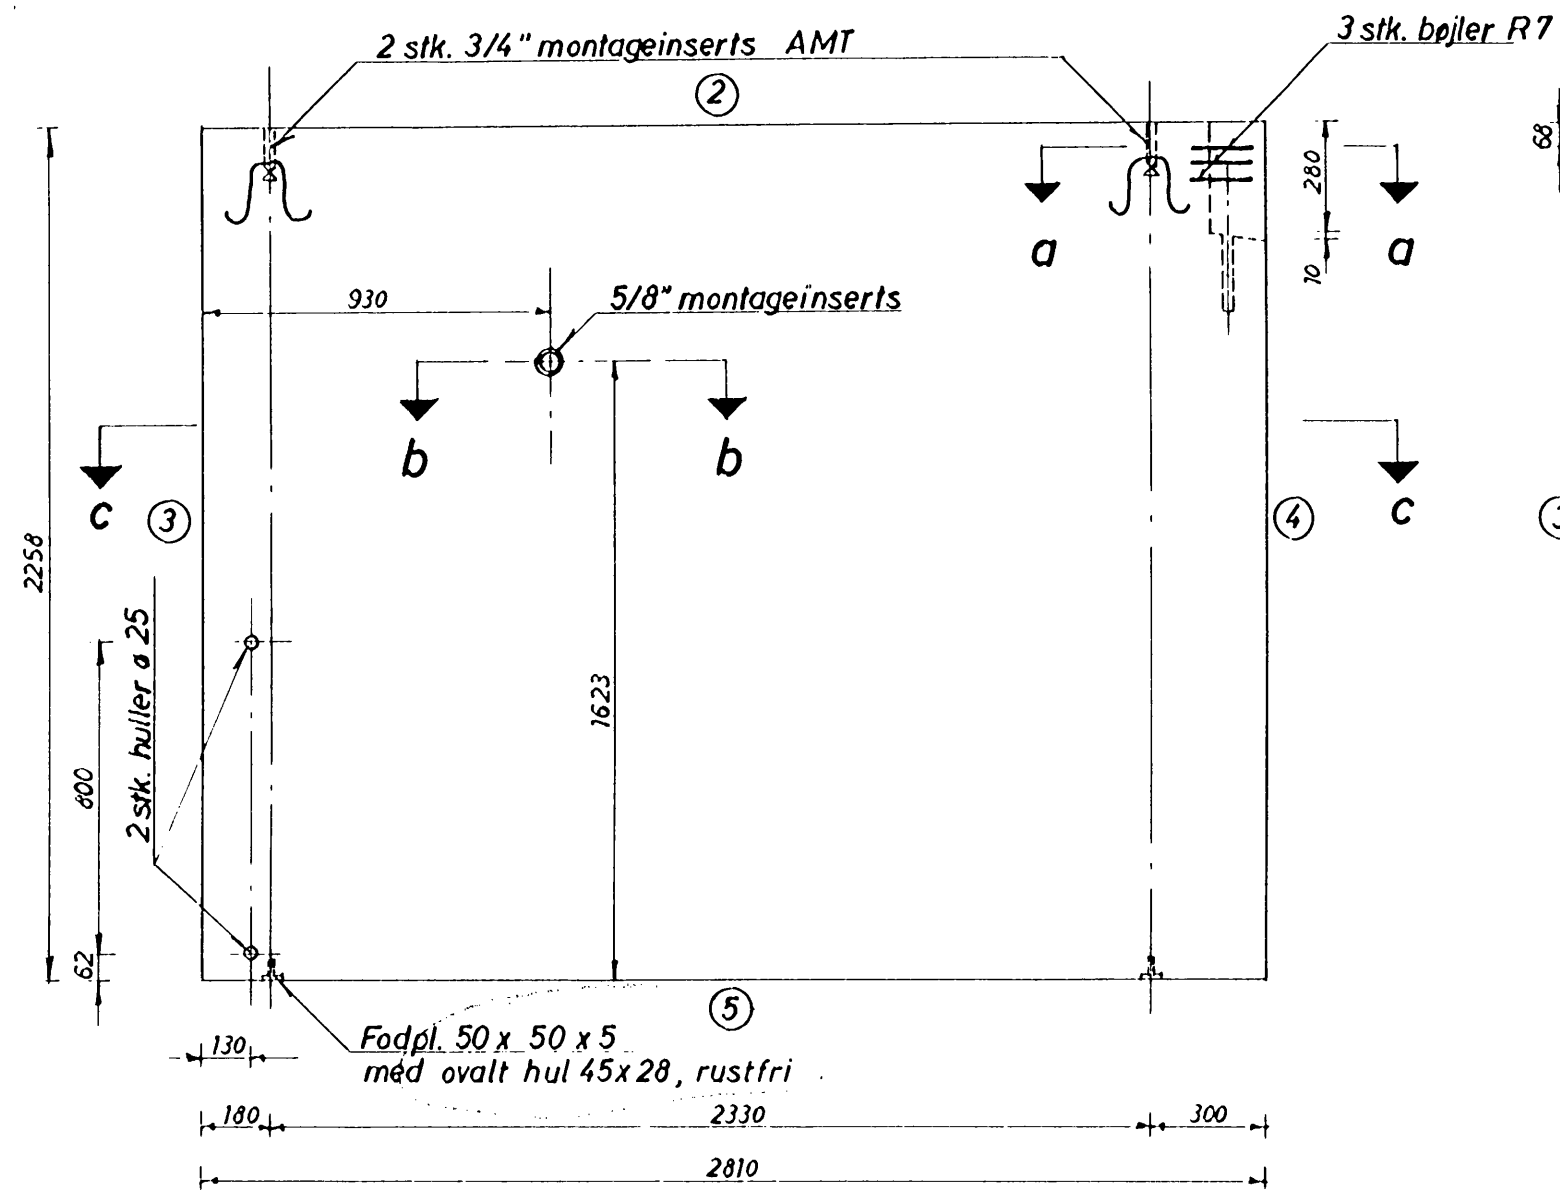 2 stk. 3/4" montageinserts AMT
3 stk. bøjler R7
2
68
280
10
a
a
930
5/8" montageinserts
b
b
c
3
4
c
2258
2 stk. huller ø 25
1623
800
62
5
Fodpl. 50 x 50 x 5
med ovalt hul 45x28, rustfri
130
180
2330
300
2810